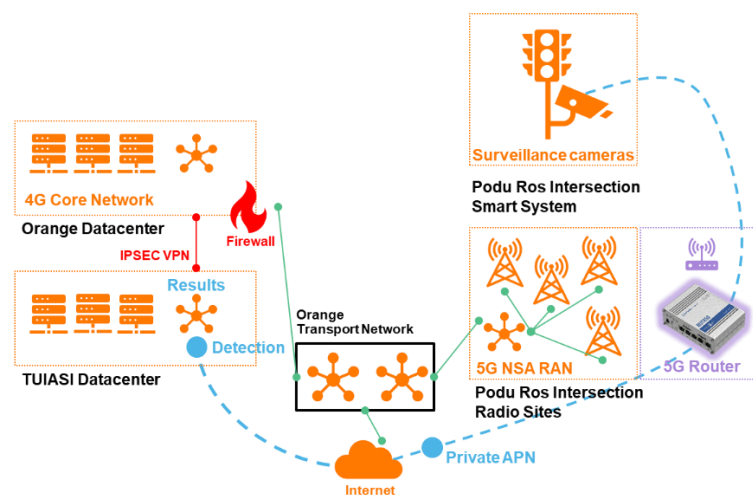 Surveillance cameras
Podu Ros Intersection
Smart System
4G Core Network
Orange Datacenter
Firewall
IPSEC VPN
Results
Detection
TUIASI Datacenter
Orange
Transport Network
5G NSA RAN
Podu Ros Intersection
Radio Sites
5G Router
Private APN
Internet